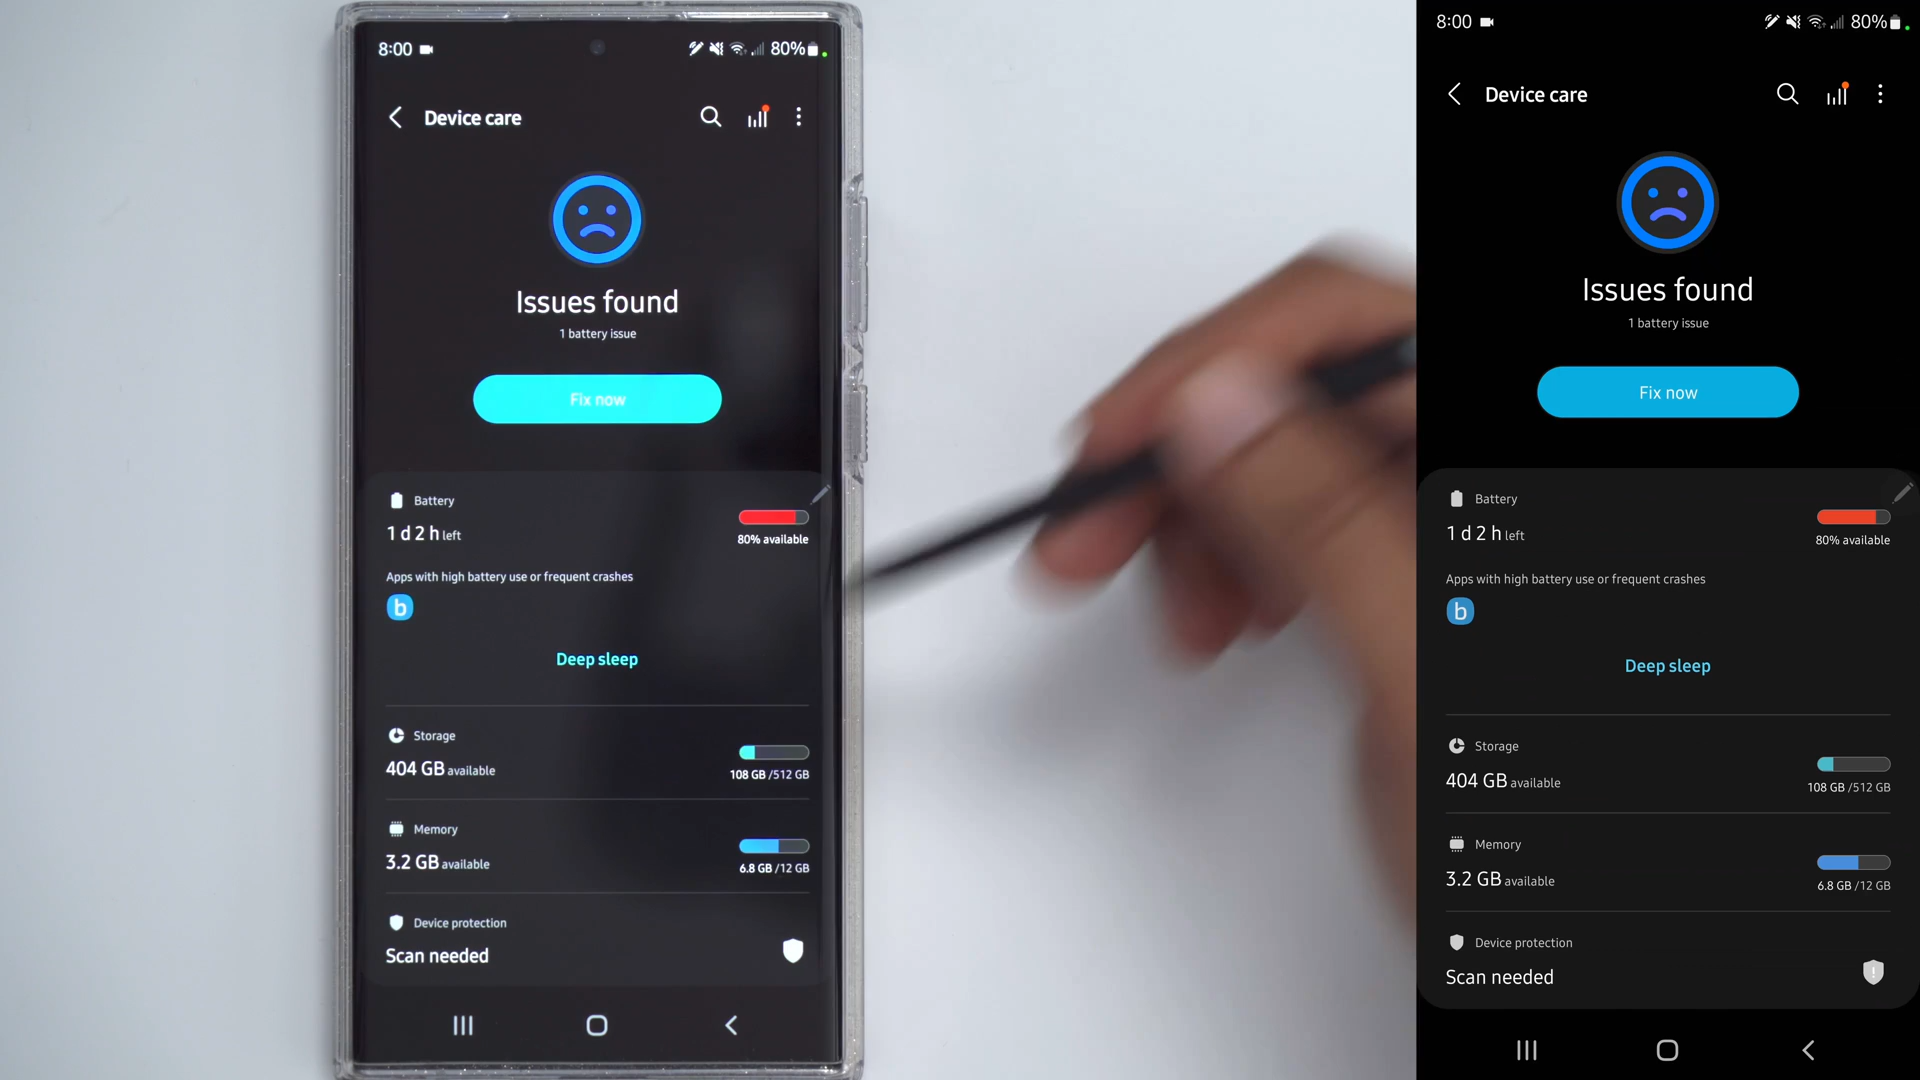 8:00
80%
Device care
Issues found
1 battery issue
Fix now
Battery
1 d 2 h left
80% available
Apps with high battery use or frequent crashes
b
Deep sleep
Storage
404 GB available
108 GB /512 GB
Memory
3.2 GB available
6.8 GB /12 GB
Device protection
Scan needed
8:00
80%
Device care
Issues found
1 battery issue
Fix now
Battery
1 d 2 h left
80% available
Apps with high battery use or frequent crashes
b
Deep sleep
Storage
404 GB available
108 GB /512 GB
Memory
3.2 GB available
6.8 GB /12 GB
Device protection
Scan needed